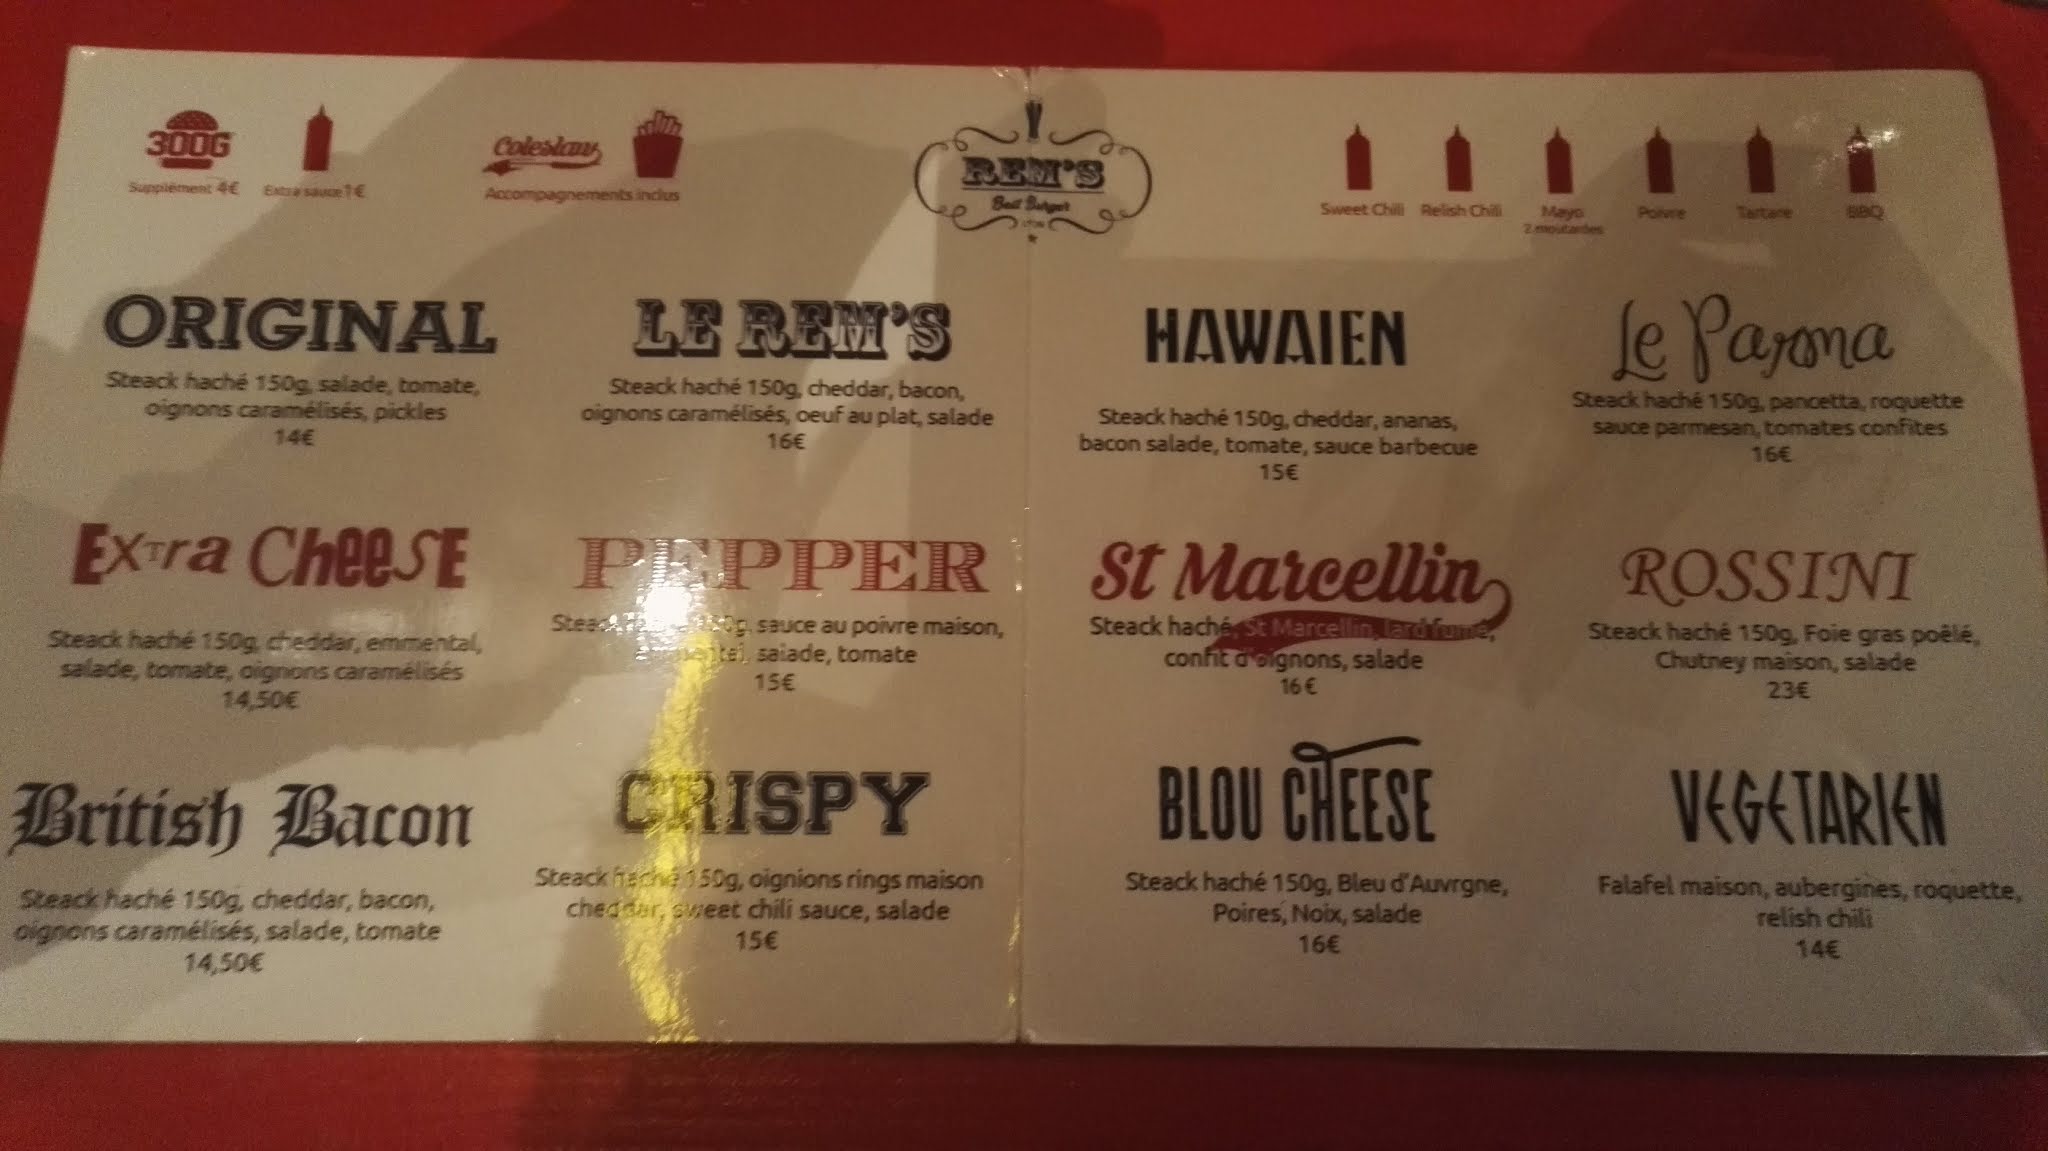 300G
Supplément 4€
Extra sauce 1€
Coleslaw
Accompagnements inclus
REM'S
Best Burger
LYON
Sweet Chili
Relish Chili
Mayo
2 moutardes
Poivre
Tartare
BBQ
ORIGINAL
Steack haché 150g, salade, tomate,
oignons caramélisés, pickles
14€
LE REM'S
Steack haché 150g, cheddar, bacon,
oignons caramélisés, oeuf au plat, salade
16€
HAWAIEN
Steack haché 150g, cheddar, ananas,
bacon salade, tomate, sauce barbecue
15€
Le Parma
Steack haché 150g, pancetta, roquette
sauce parmesan, tomates confites
16€
Extra Cheese
Steack haché 150g, cheddar, emmental,
salade, tomate, oignons caramélisés
14,50€
PEPPER
sauce au poivre maison,
salade, tomate
15€
St Marcellin
Steack haché, St Marcellin, lard fumé,
confit d'oignons, salade
16€
ROSSINI
Steack haché 150g, Foie gras poêlé,
Chutney maison, salade
23€
British Bacon
Steack haché 150g, cheddar, bacon,
oignons caramélisés, salade, tomate
14,50€
CRISPY
Steack haché 150g, oignions rings maison
cheddar, sweet chili sauce, salade
15€
BLOU CHEESE
Steack haché 150g, Bleu d'Auvrgne,
Poires, Noix, salade
16€
VEGETARIEN
Falafel maison, aubergines, roquette,
relish chili
14€